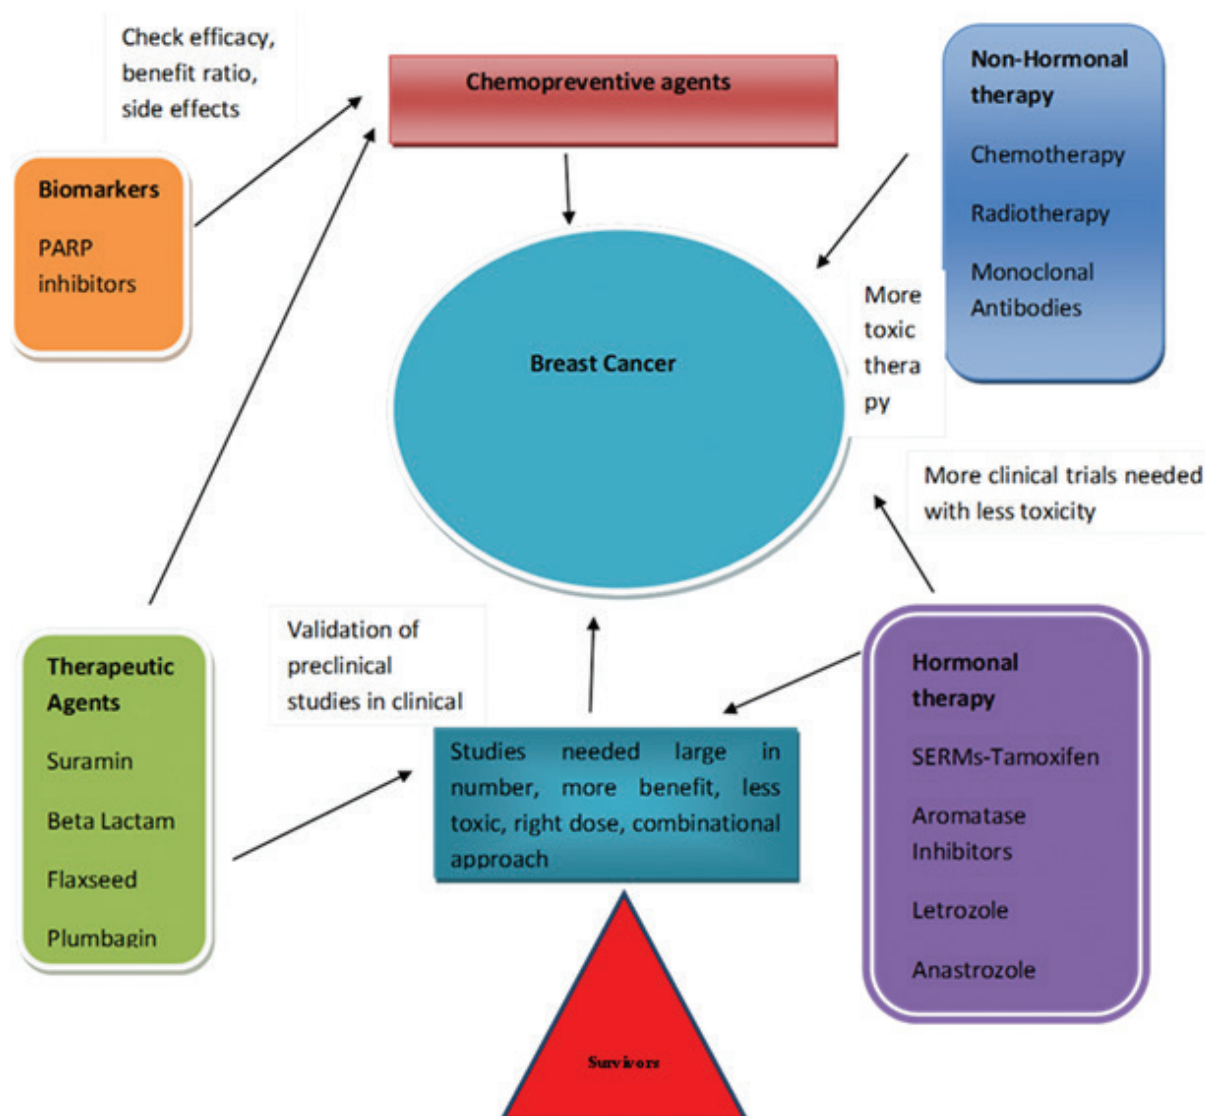 Check efficacy,
benefit ratio,
side effects
Chemopreventive agents
Non-Hormonal
therapy
Chemotherapy
Radiotherapy
Monoclonal
Antibodies
Biomarkers
PARP
inhibitors
More
toxic
thera
py
Breast Cancer
More clinical trials needed
with less toxicity
Validation of
preclinical
studies in clinical
Therapeutic
Agents
Suramin
Beta Lactam
Flaxseed
Plumbagin
Studies needed large in
number, more benefit, less
toxic, right dose, combinational
approach
Hormonal
therapy
SERMs-Tamoxifen
Aromatase
Inhibitors
Letrozole
Anastrozole
Survivors